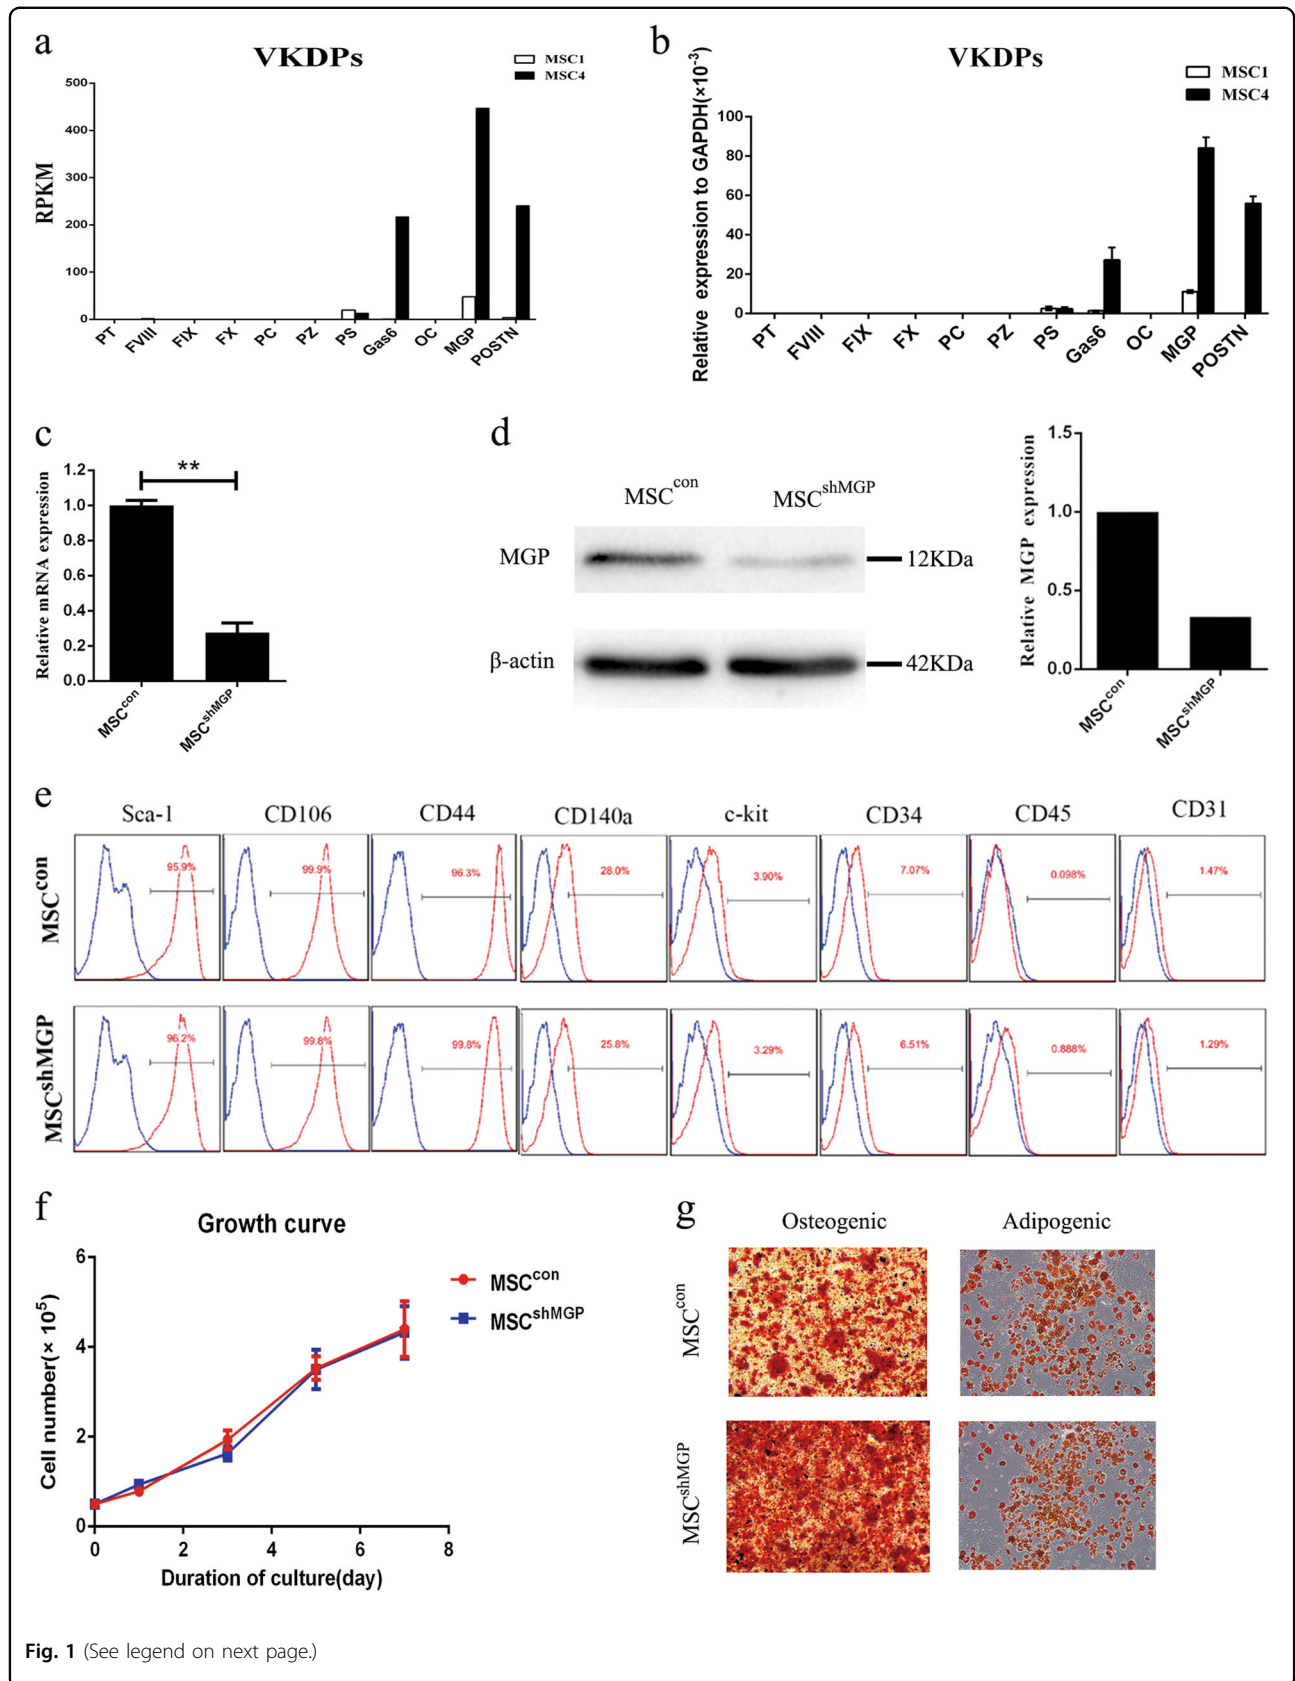 a
VKDPs
MSC1
MSC4
RPKM
500
400
300
200
100
0
PT
FVIII
FIX
FX
PC
PZ
PS
Gas6
OC
MGP
POSTN
b
VKDPs
MSC1
MSC4
Relative expression to GAPDH(×10⁻³)
100
80
60
40
20
0
PT
FVIII
FIX
FX
PC
PZ
PS
Gas6
OC
MGP
POSTN
c
Relative mRNA expression
1.2
1.0
0.8
0.6
0.4
0.2
0.0
**
MSCcon
MSCshMGP
d
MSCcon
MSCshMGP
MGP
12KDa
β-actin
42KDa
Relative MGP expression
1.5
1.0
0.5
0.0
MSCcon
MSCshMGP
e
Sca-1 CD106 CD44 CD140a c-kit CD34 CD45 CD31
MSCcon
95.9% 99.9% 96.3% 28.0% 3.90% 7.07% 0.098% 1.47%
MSCshMGP
96.2% 99.8% 99.8% 25.8% 3.29% 6.51% 0.888% 1.29%
f
Growth curve
Cell number(× 10⁵)
6
4
2
0
0 2 4 6 8
Duration of culture(day)
MSCcon
MSCshMGP
g
Osteogenic Adipogenic
MSCcon
MSCshMGP
Fig. 1 (See legend on next page.)